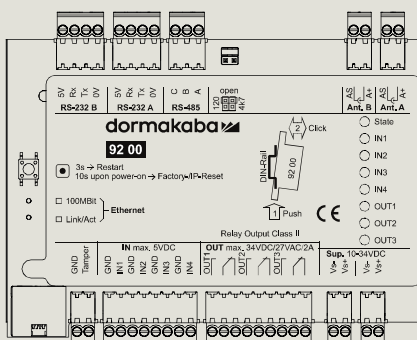 5V Rx Tx 0V 5V Rx Tx 0V C B A open AS A+ AS A+
RS-232 B RS-232 A RS-485 120 4k7 Ant. B Ant. A
dormakaba
92 00
3s → Restart
10s upon power-on → Factory-/IP-Reset
100MBit
Link/Act
Ethernet
DIN-Rail
92 00
2 Click
1 Push
CE
State
IN1
IN2
IN3
IN4
OUT1
OUT2
OUT3
Relay Output Class II
IN max. 5VDC OUT max. 34VDC/27VAC/2A Sup. 10-34VDC
GND Tamper GND IN1 GND IN2 GND IN3 GND IN4 OUT1 OUT2 OUT3 Vs- Vs+ Vs- Vs+